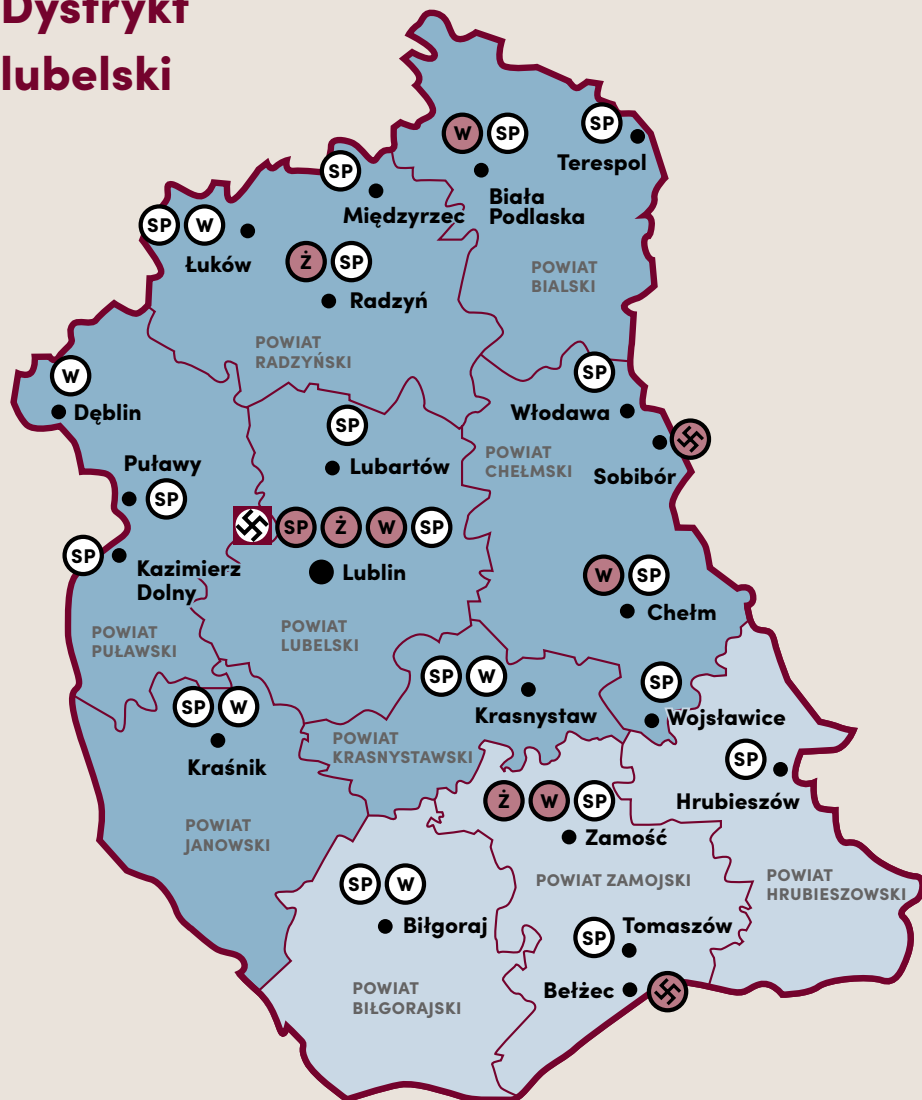 Dystrykt
lubelski
W SP
SP
Terespol
Biała
Podlaska
SP
Międzyrzec
SP W
Łuków
Ż SP
Radzyń
POWIAT
BIALSKI
POWIAT
RADZYŃSKI
W
Dęblin
SP
Włodawa
SP
Lubartów
POWIAT
CHEŁMSKI
Sobibór
Puławy
SP
SP Ż W SP
Lublin
SP
Kazimierz
Dolny
W SP
Chełm
POWIAT
PUŁAWSKI
POWIAT
LUBELSKI
SP W
Krasnystaw
SP
Wojsławice
SP W
Kraśnik
POWIAT
KRASNYSTAWSKI
SP
Hrubieszów
Ż W SP
Zamość
POWIAT
JANOWSKI
SP W
Biłgoraj
POWIAT ZAMOJSKI
POWIAT
HRUBIESZOWSKI
SP
Tomaszów
Bełżec
POWIAT
BIŁGORAJSKI